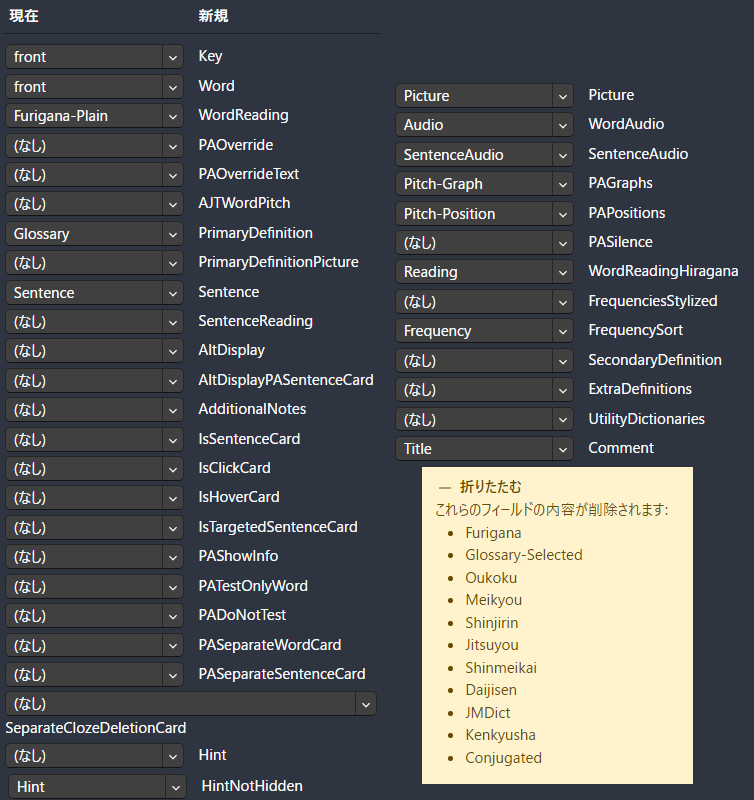 現在 新規
front Key
front Word
Furigana-Plain WordReading
(なし) PAOverride
(なし) PAOverrideText
(なし) AJTWordPitch
Glossary PrimaryDefinition
(なし) PrimaryDefinitionPicture
Sentence Sentence
(なし) SentenceReading
(なし) AltDisplay
(なし) AltDisplayPASentenceCard
(なし) AdditionalNotes
(なし) IsSentenceCard
(なし) IsClickCard
(なし) IsHoverCard
(なし) IsTargetedSentenceCard
(なし) PAShowInfo
(なし) PATestOnlyWord
(なし) PADoNotTest
(なし) PASeparateWordCard
(なし) PASeparateSentenceCard
(なし)
SeparateClozeDeletionCard
(なし) Hint
Hint HintNotHidden
Picture Picture
Audio WordAudio
SentenceAudio SentenceAudio
Pitch-Graph PAGraphs
Pitch-Position PAPositions
(なし) PASilence
Reading WordReadingHiragana
(なし) FrequenciesStylized
Frequency FrequencySort
(なし) SecondaryDefinition
(なし) ExtraDefinitions
(なし) UtilityDictionaries
Title Comment
— 折りたたむ
これらのフィールドの内容が削除されます:
• Furigana
• Glossary-Selected
• Oukoku
• Meikyou
• Shinjirin
• Jitsuyou
• Shinmeikai
• Daijisen
• JMDict
• Kenkyusha
• Conjugated